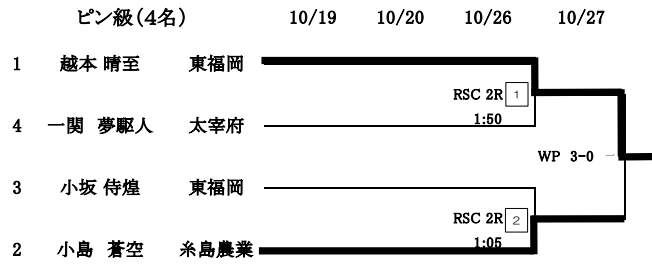 ピン級(4名) 10/19 10/20 10/26 10/27
1 越本 晴至 東福岡
RSC 2R 1
1:50
4 一関 夢駆人 太宰府
WP 3-0
3 小坂 侍煌 東福岡
RSC 2R 2
1:05
2 小島 蒼空 糸島農業